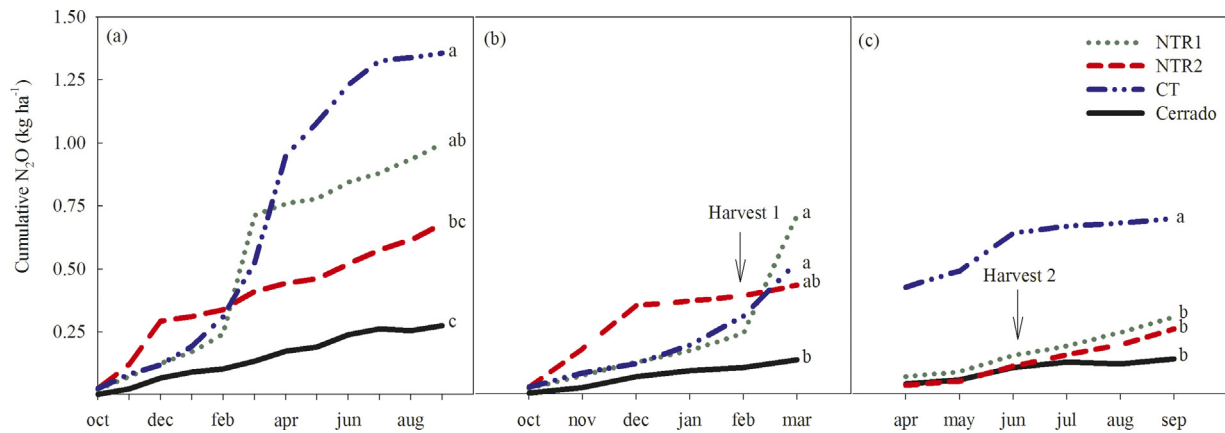 1.50
1.25
1.00
0.75
0.50
0.25
Cumulative N₂O (kg ha⁻¹)
(a)
a
ab
bc
c
oct
dec
feb
apr
jun
aug
(b)
Harvest 1
a
a
ab
b
oct
nov
dec
jan
feb
mar
(c)
NTR1
NTR2
CT
Cerrado
a
Harvest 2
b
b
b
apr
may
jun
jul
aug
sep